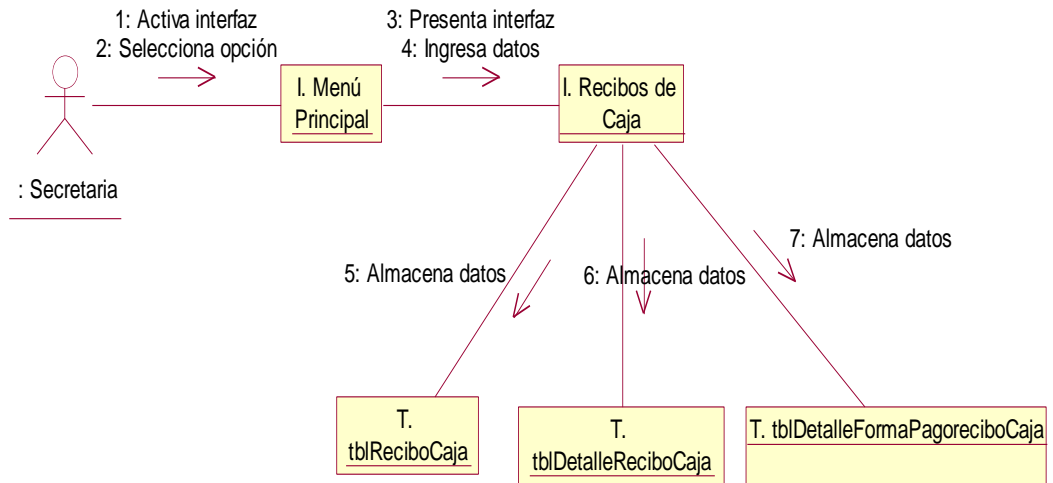 1: Activa interfaz
2: Selecciona opción
3: Presenta interfaz
4: Ingresa datos
I. Menú
Principal
I. Recibos de
Caja
: Secretaria
5: Almacena datos
6: Almacena datos
7: Almacena datos
T.
tblReciboCaja
T.
tblDetalleReciboCaja
T. tblDetalleFormaPagoreciboCaja